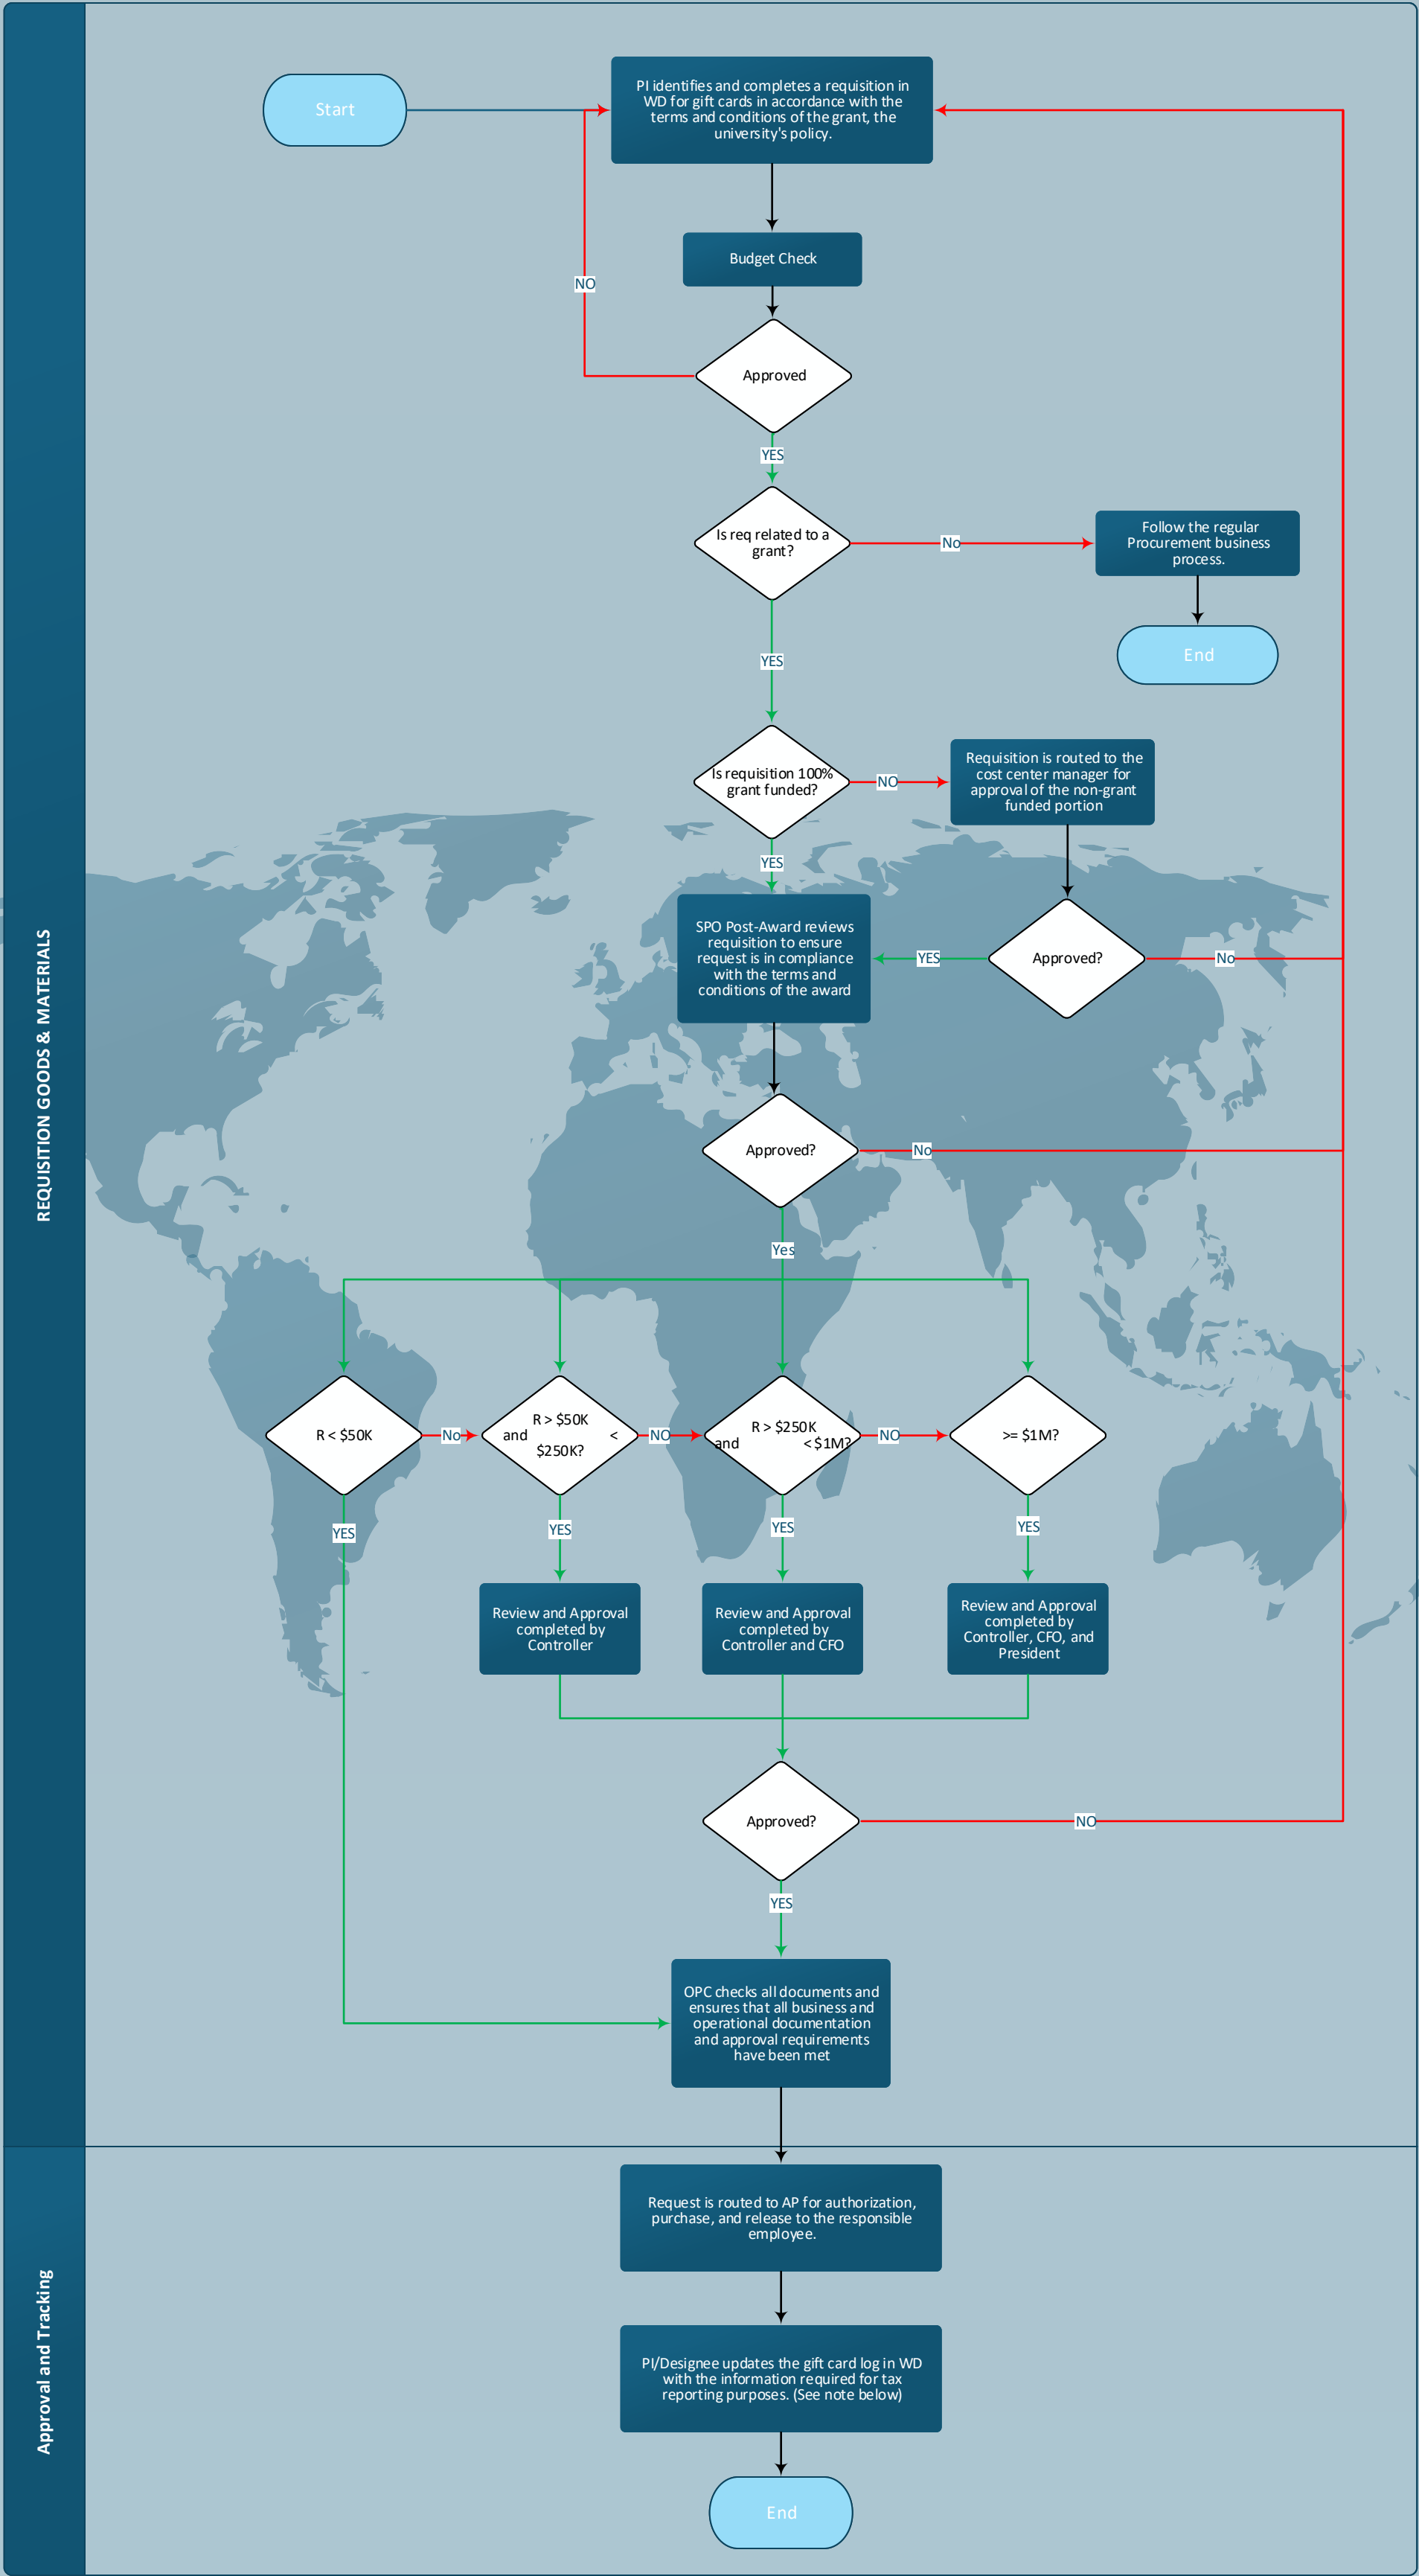 REQUISITION GOODS & MATERIALS
Start
PI identifies and completes a requisition in
WD for gift cards in accordance with the
terms and conditions of the grant, the
university's policy.
Budget Check
NO
Approved
YES
Is req related to a
grant?
No
Follow the regular
Procurement business
process.
End
YES
Is requisition 100%
grant funded?
NO
Requisition is routed to the
cost center manager for
approval of the non-grant
funded portion
YES
SPO Post-Award reviews
requisition to ensure
request is in compliance
with the terms and
conditions of the award
YES
Approved?
No
Approved?
No
Yes
R < $50K
No
R > $50K
and <
$250K?
NO
R > $250K
and < $1M?
NO
>= $1M?
YES
YES
YES
YES
Review and Approval
completed by
Controller
Review and Approval
completed by
Controller and CFO
Review and Approval
completed by
Controller, CFO, and
President
Approved?
NO
YES
OPC checks all documents and
ensures that all business and
operational documentation
and approval requirements
have been met
Approval and Tracking
Request is routed to AP for authorization,
purchase, and release to the responsible
employee.
PI/Designee updates the gift card log in WD
with the information required for tax
reporting purposes. (See note below)
End